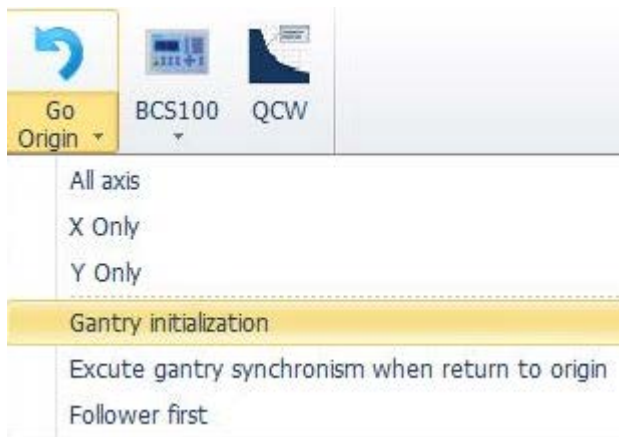 Go
Origin
BCS100
QCW
All axis
X Only
Y Only
Gantry initialization
Excute gantry synchronism when return to origin
Follower first